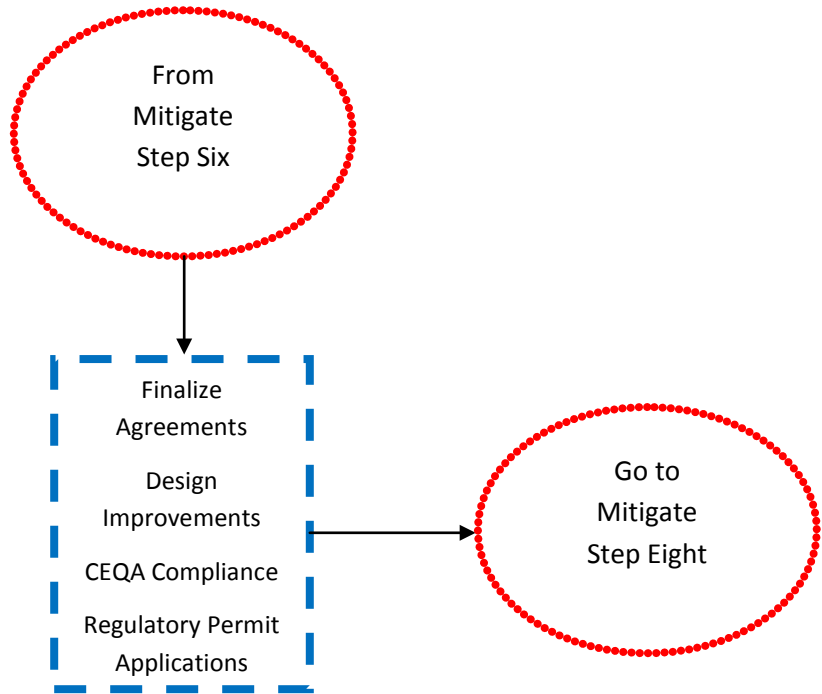 From
Mitigate
Step Six
Finalize
Agreements
Design
Improvements
CEQA Compliance
Regulatory Permit
Applications
Go to
Mitigate
Step Eight